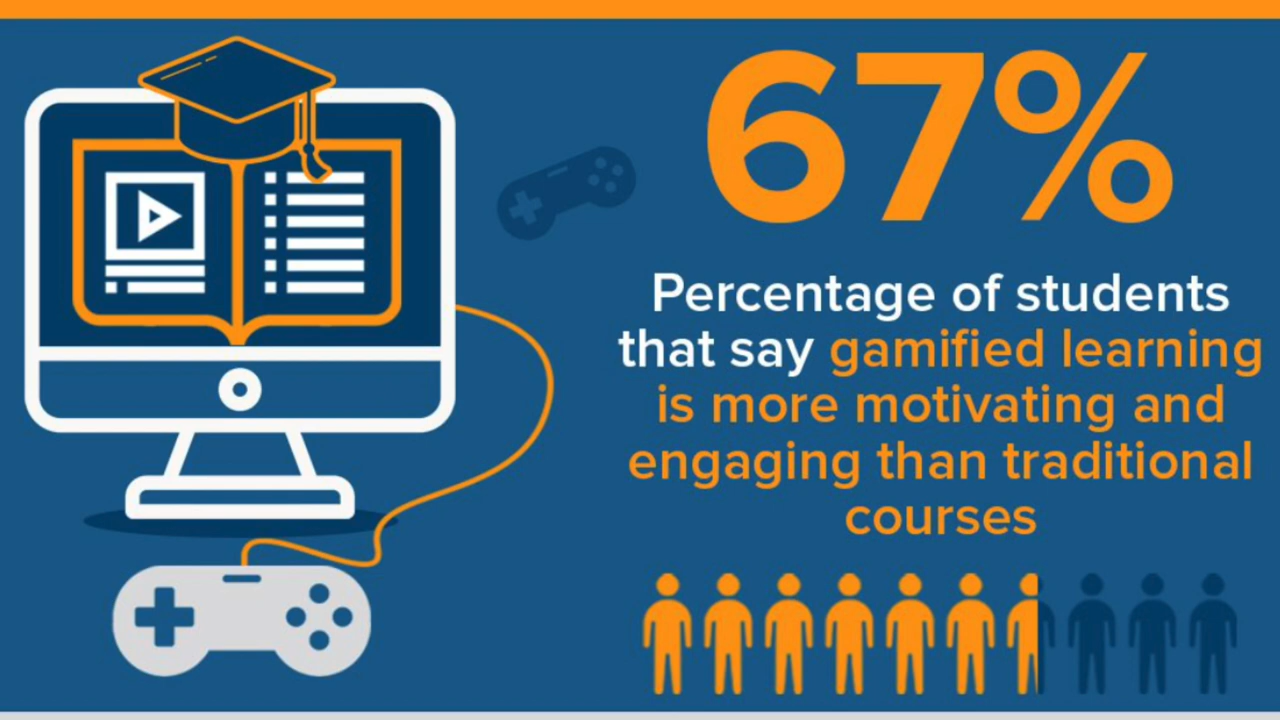 67%
Percentage of students
that say gamified learning
is more motivating and
engaging than traditional
courses